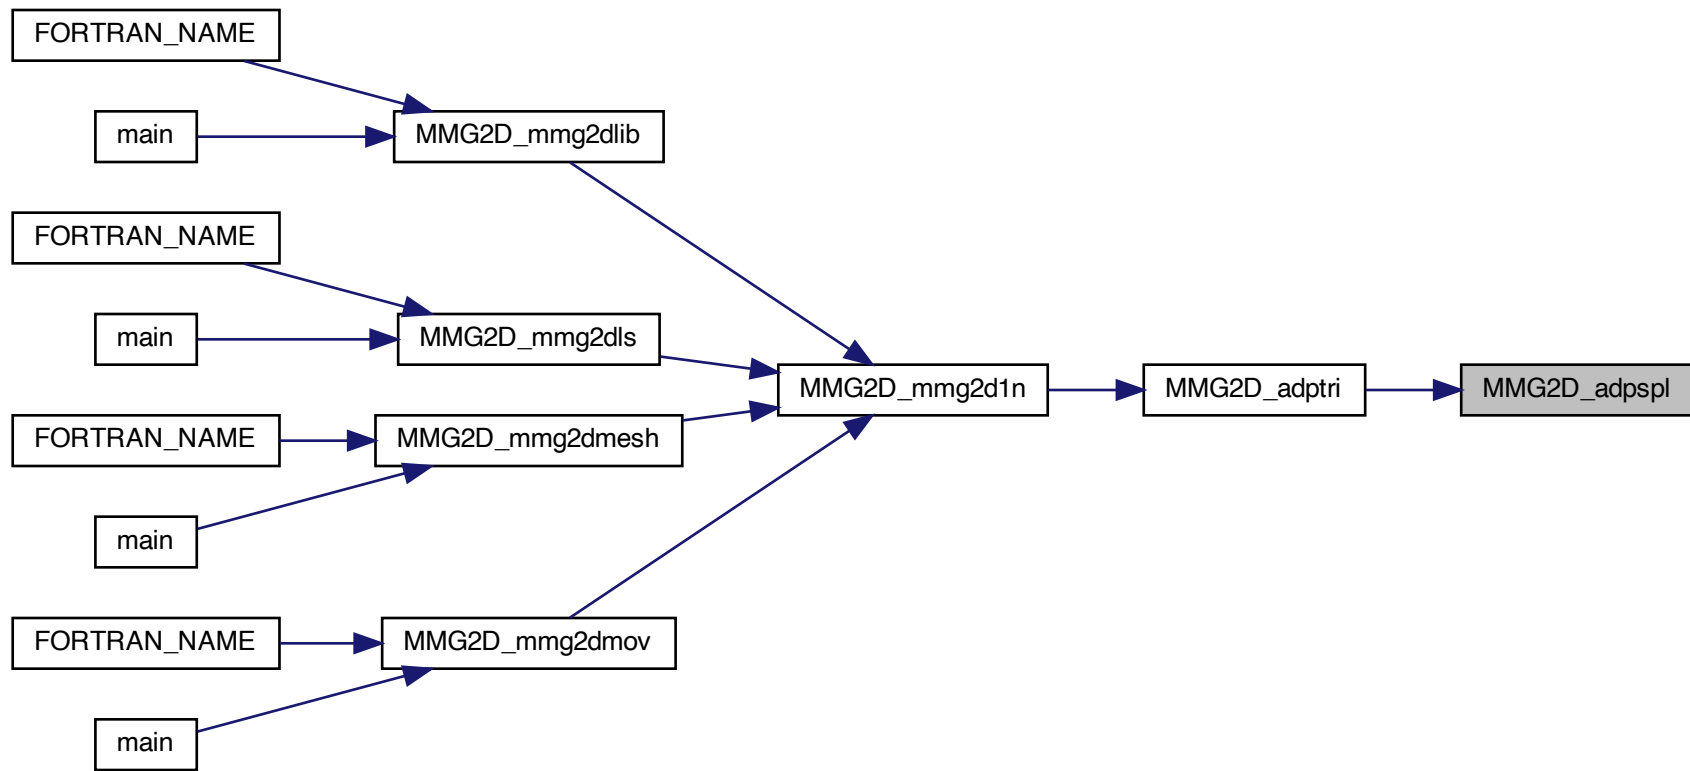 FORTRAN_NAME
main
MMG2D_mmg2dlib
FORTRAN_NAME
main
MMG2D_mmg2dls
MMG2D_mmg2d1n
MMG2D_adptri
MMG2D_adpspl
FORTRAN_NAME
MMG2D_mmg2dmesh
main
FORTRAN_NAME
MMG2D_mmg2dmov
main